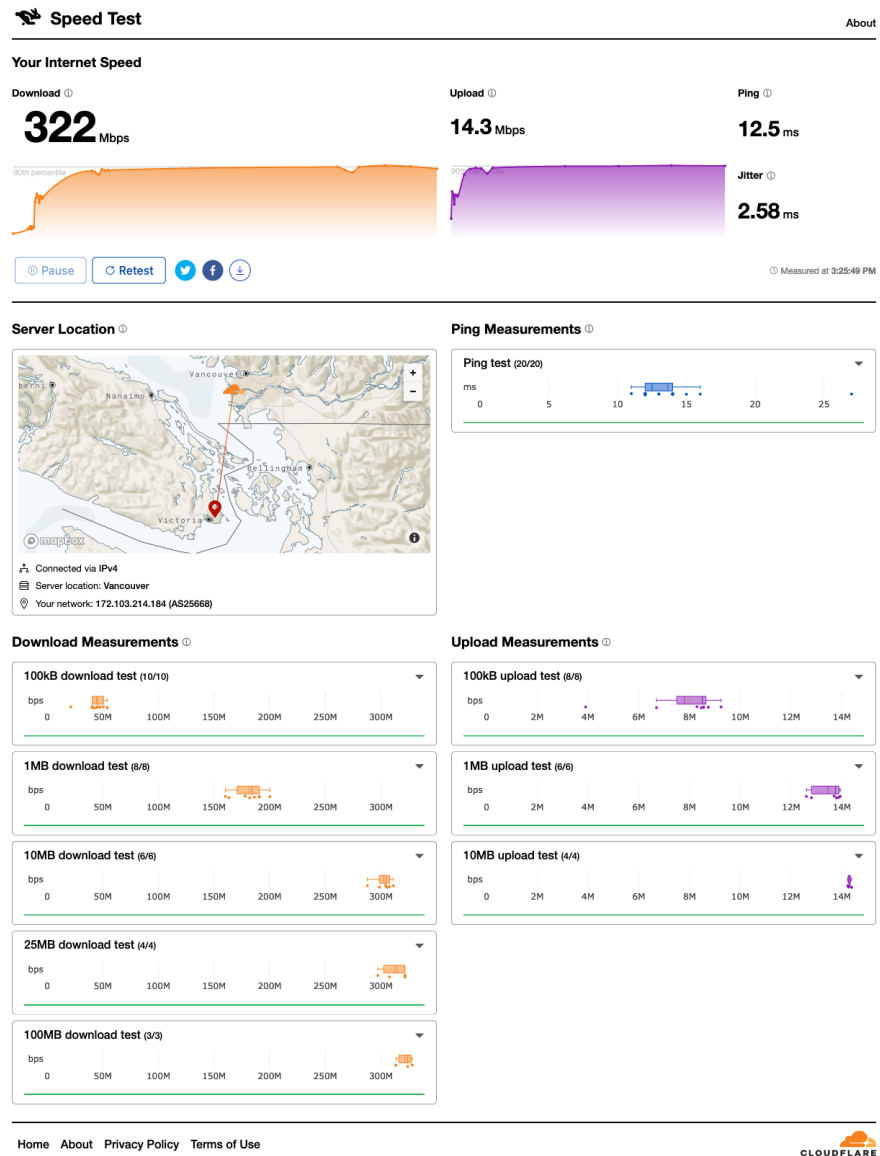 Speed Test
About
Your Internet Speed
Download
322 Mbps
90th percentile
Upload
14.3 Mbps
Ping
12.5 ms
Jitter
2.58 ms
Pause
Retest
Measured at 3:25:49 PM
Server Location
Vancouver
Nanaimo
Bellingham
Victoria
mapbox
+
−
Connected via IPv4
Server location: Vancouver
Your network: 172.103.214.184 (AS25668)
Ping Measurements
Ping test (20/20)
ms
0 5 10 15 20 25
Download Measurements
100kB download test (10/10)
bps
0 50M 100M 150M 200M 250M 300M
1MB download test (8/8)
bps
0 50M 100M 150M 200M 250M 300M
10MB download test (6/6)
bps
0 50M 100M 150M 200M 250M 300M
25MB download test (4/4)
bps
0 50M 100M 150M 200M 250M 300M
100MB download test (3/3)
bps
0 50M 100M 150M 200M 250M 300M
Upload Measurements
100kB upload test (8/8)
bps
0 2M 4M 6M 8M 10M 12M 14M
1MB upload test (6/6)
bps
0 2M 4M 6M 8M 10M 12M 14M
10MB upload test (4/4)
bps
0 2M 4M 6M 8M 10M 12M 14M
Home About Privacy Policy Terms of Use
CLOUDFLARE